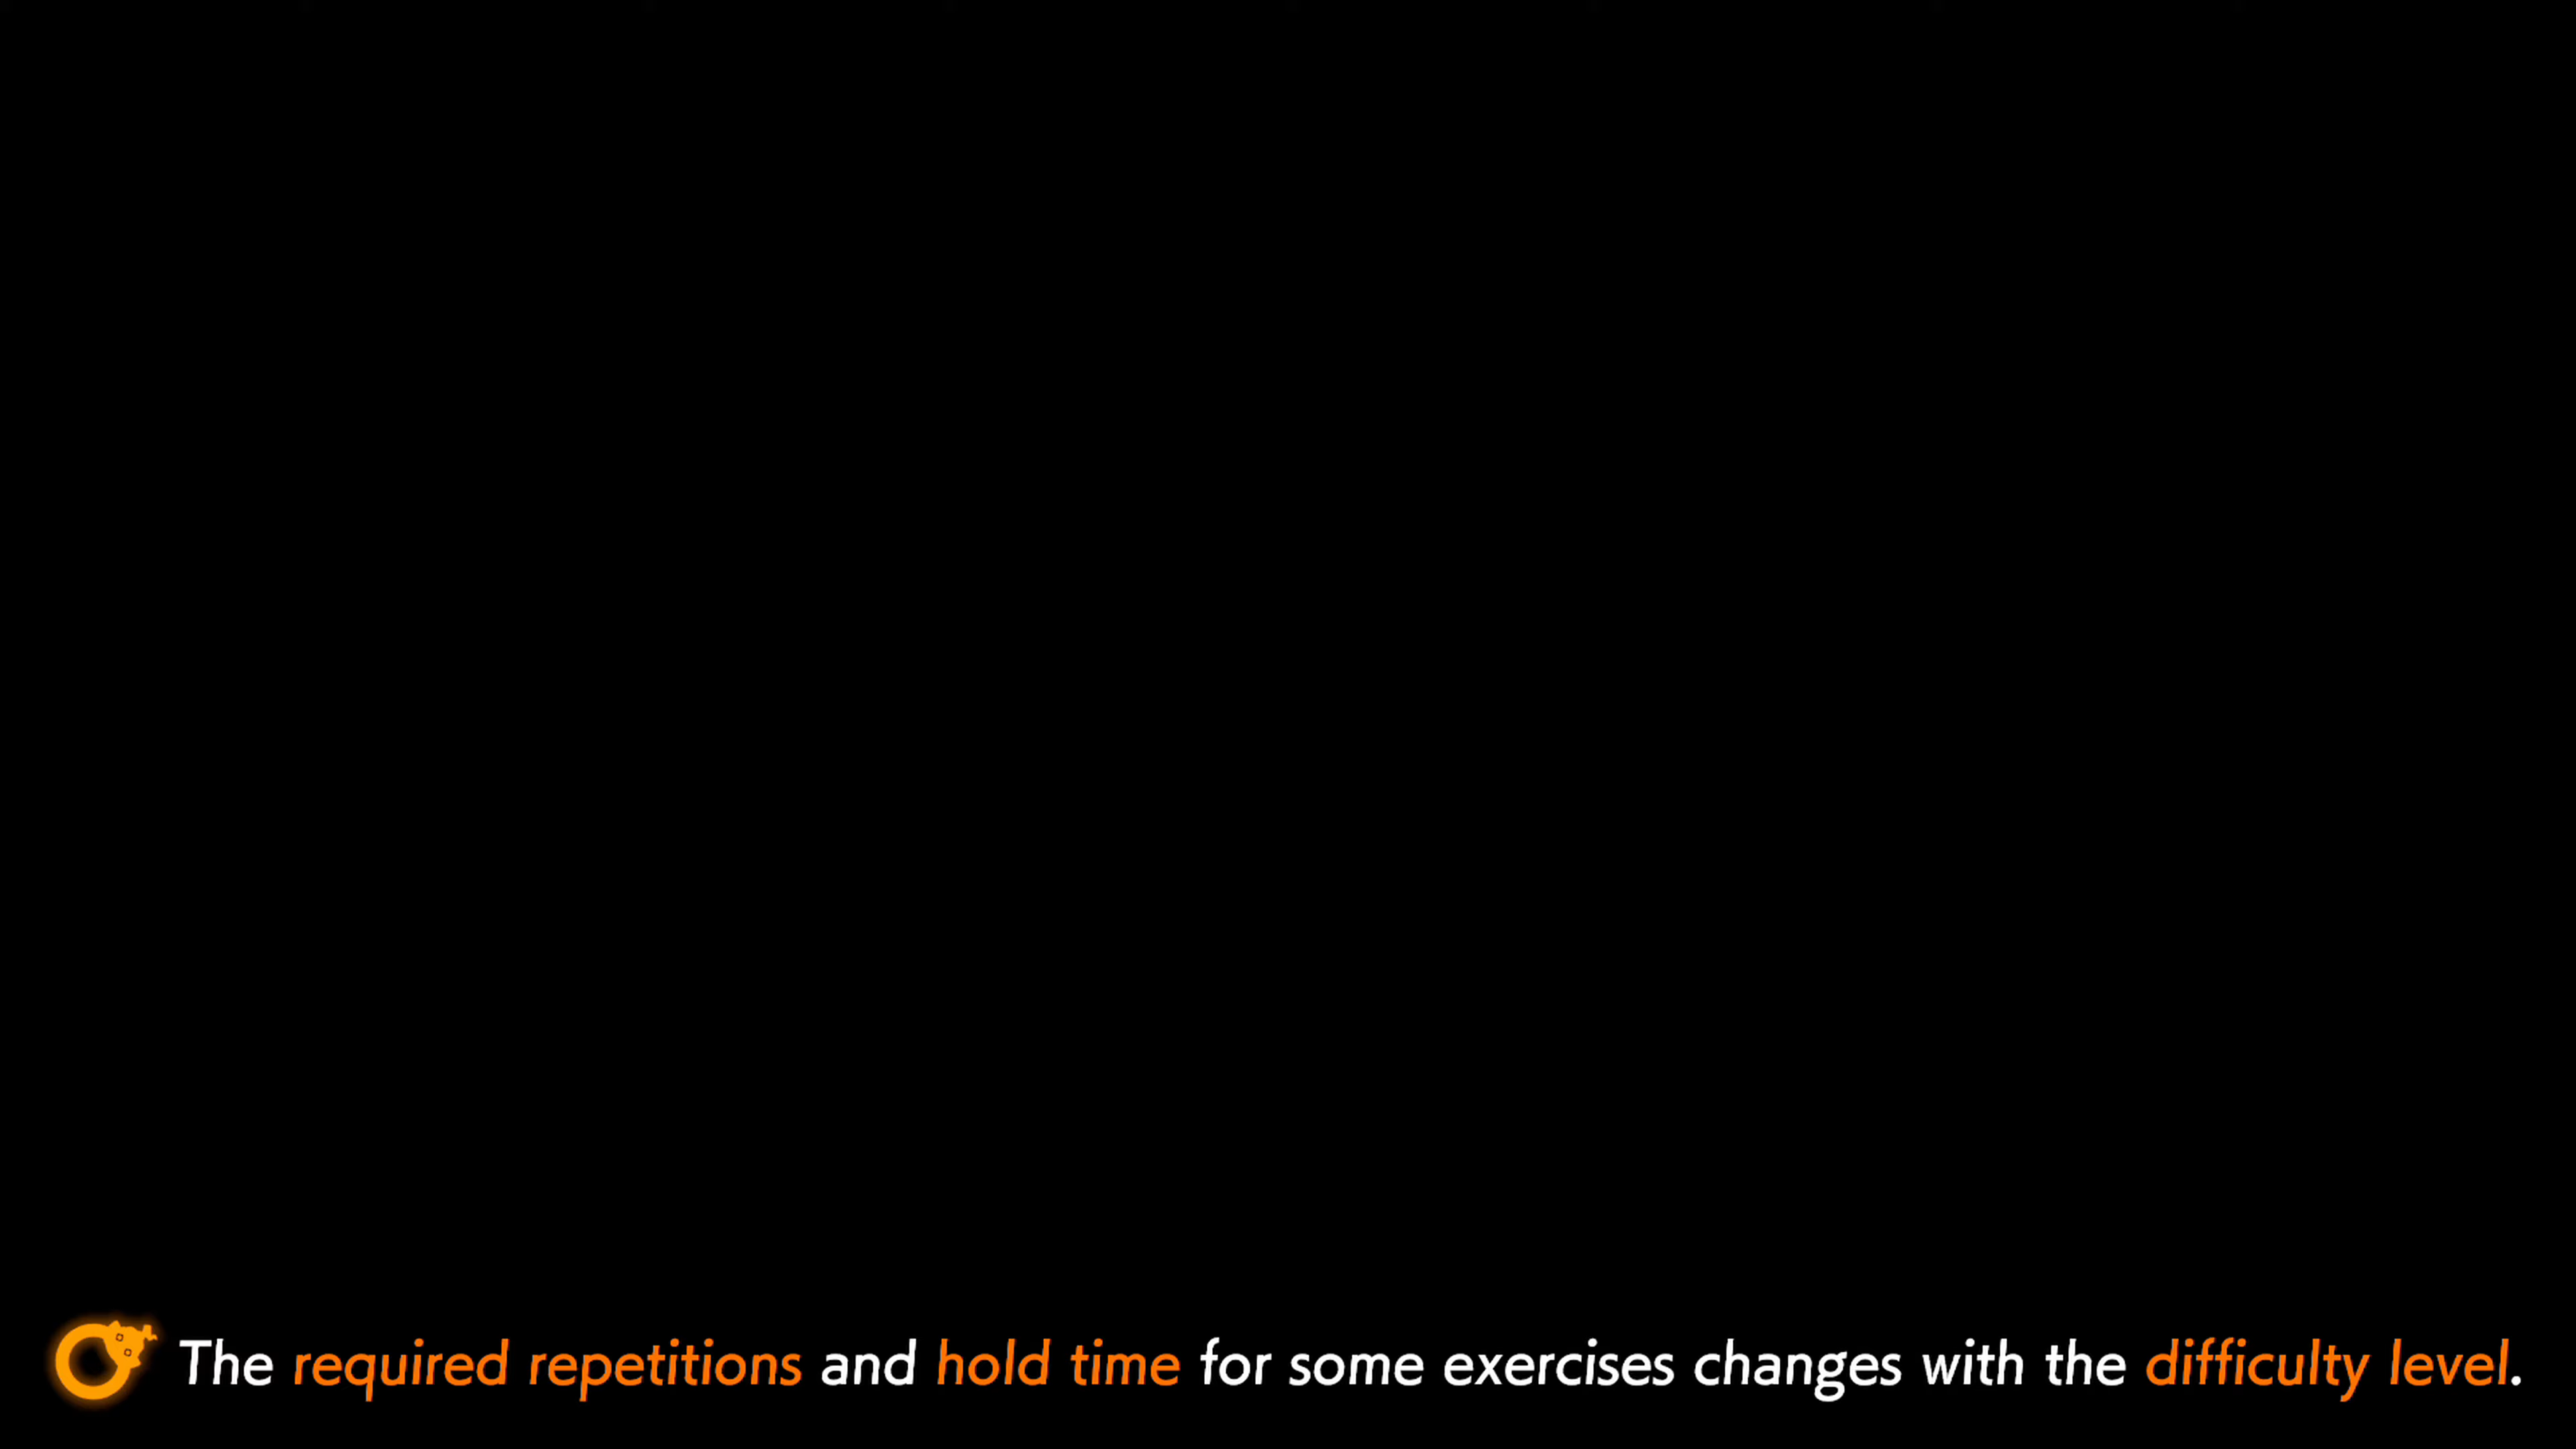 The required repetitions and hold time for some exercises changes with the difficulty level.